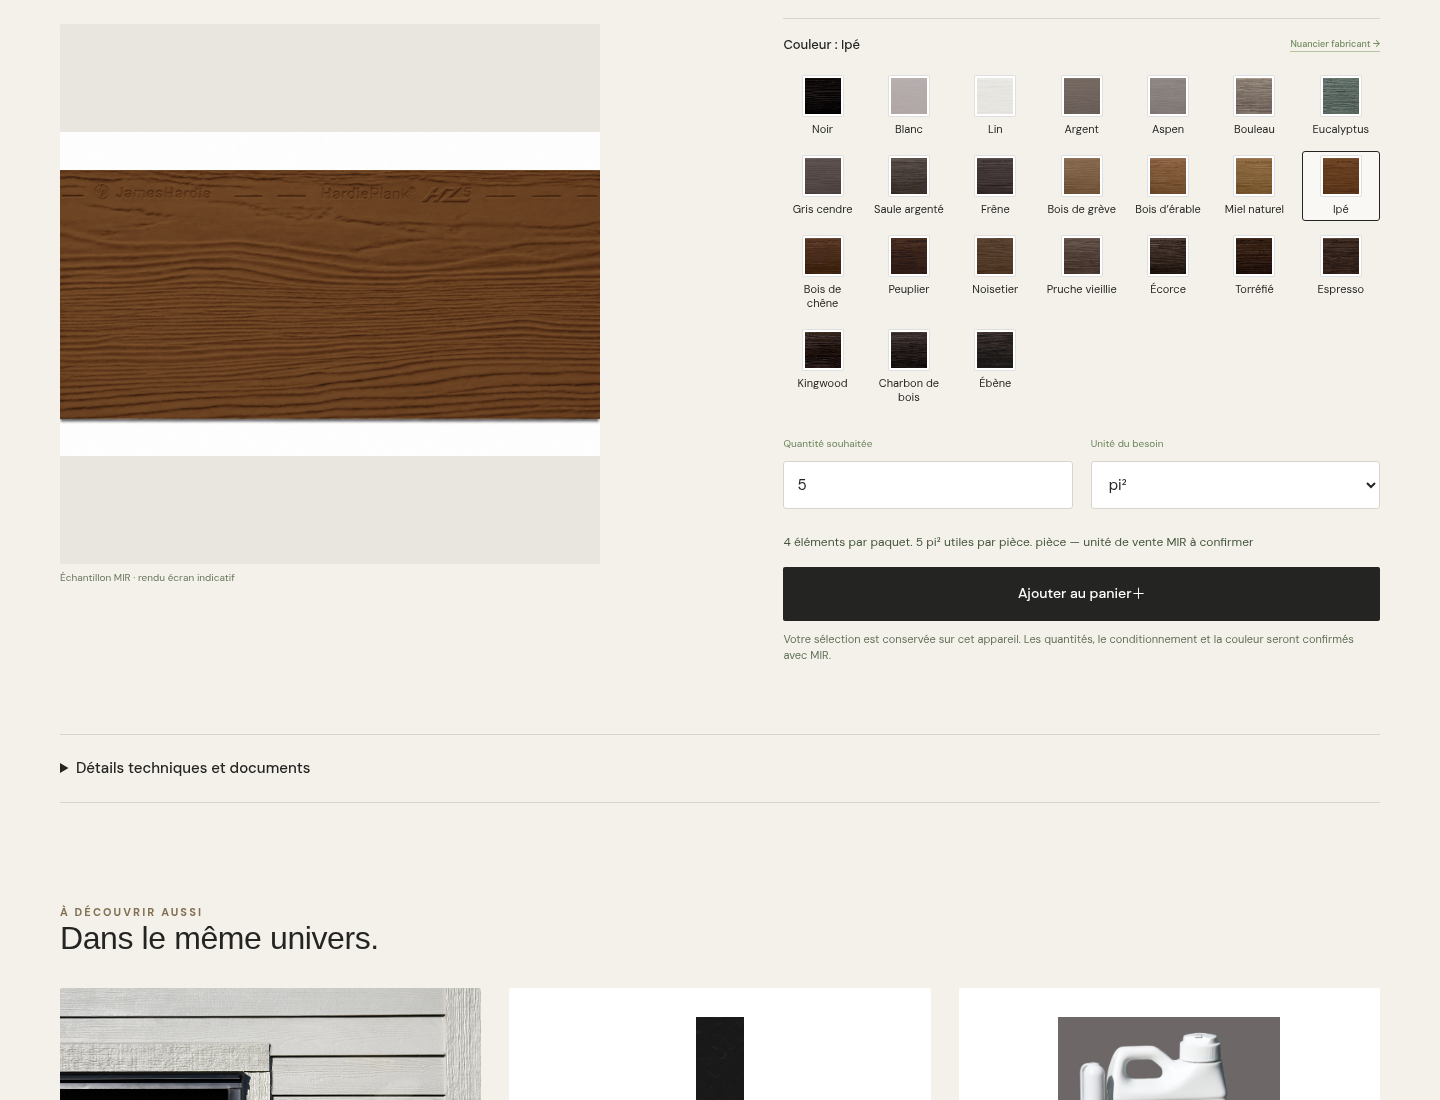 JamesHardie
HardiePlank HZ5
Échantillon MIR · rendu écran indicatif
Couleur : Ipé
Nuancier fabricant →
Noir
Blanc
Lin
Argent
Aspen
Bouleau
Eucalyptus
Gris cendre
Saule argenté
Frêne
Bois de grève
Bois d’érable
Miel naturel
Ipé
Bois de
chêne
Peuplier
Noisetier
Pruche vieillie
Écorce
Torréfié
Espresso
Kingwood
Charbon de
bois
Ébène
Quantité souhaitée
Unité du besoin
5
pi²
4 éléments par paquet. 5 pi² utiles par pièce. pièce — unité de vente MIR à confirmer
Ajouter au panier+
Votre sélection est conservée sur cet appareil. Les quantités, le conditionnement et la couleur seront confirmés
avec MIR.
Détails techniques et documents
À DÉCOUVRIR AUSSI
Dans le même univers.